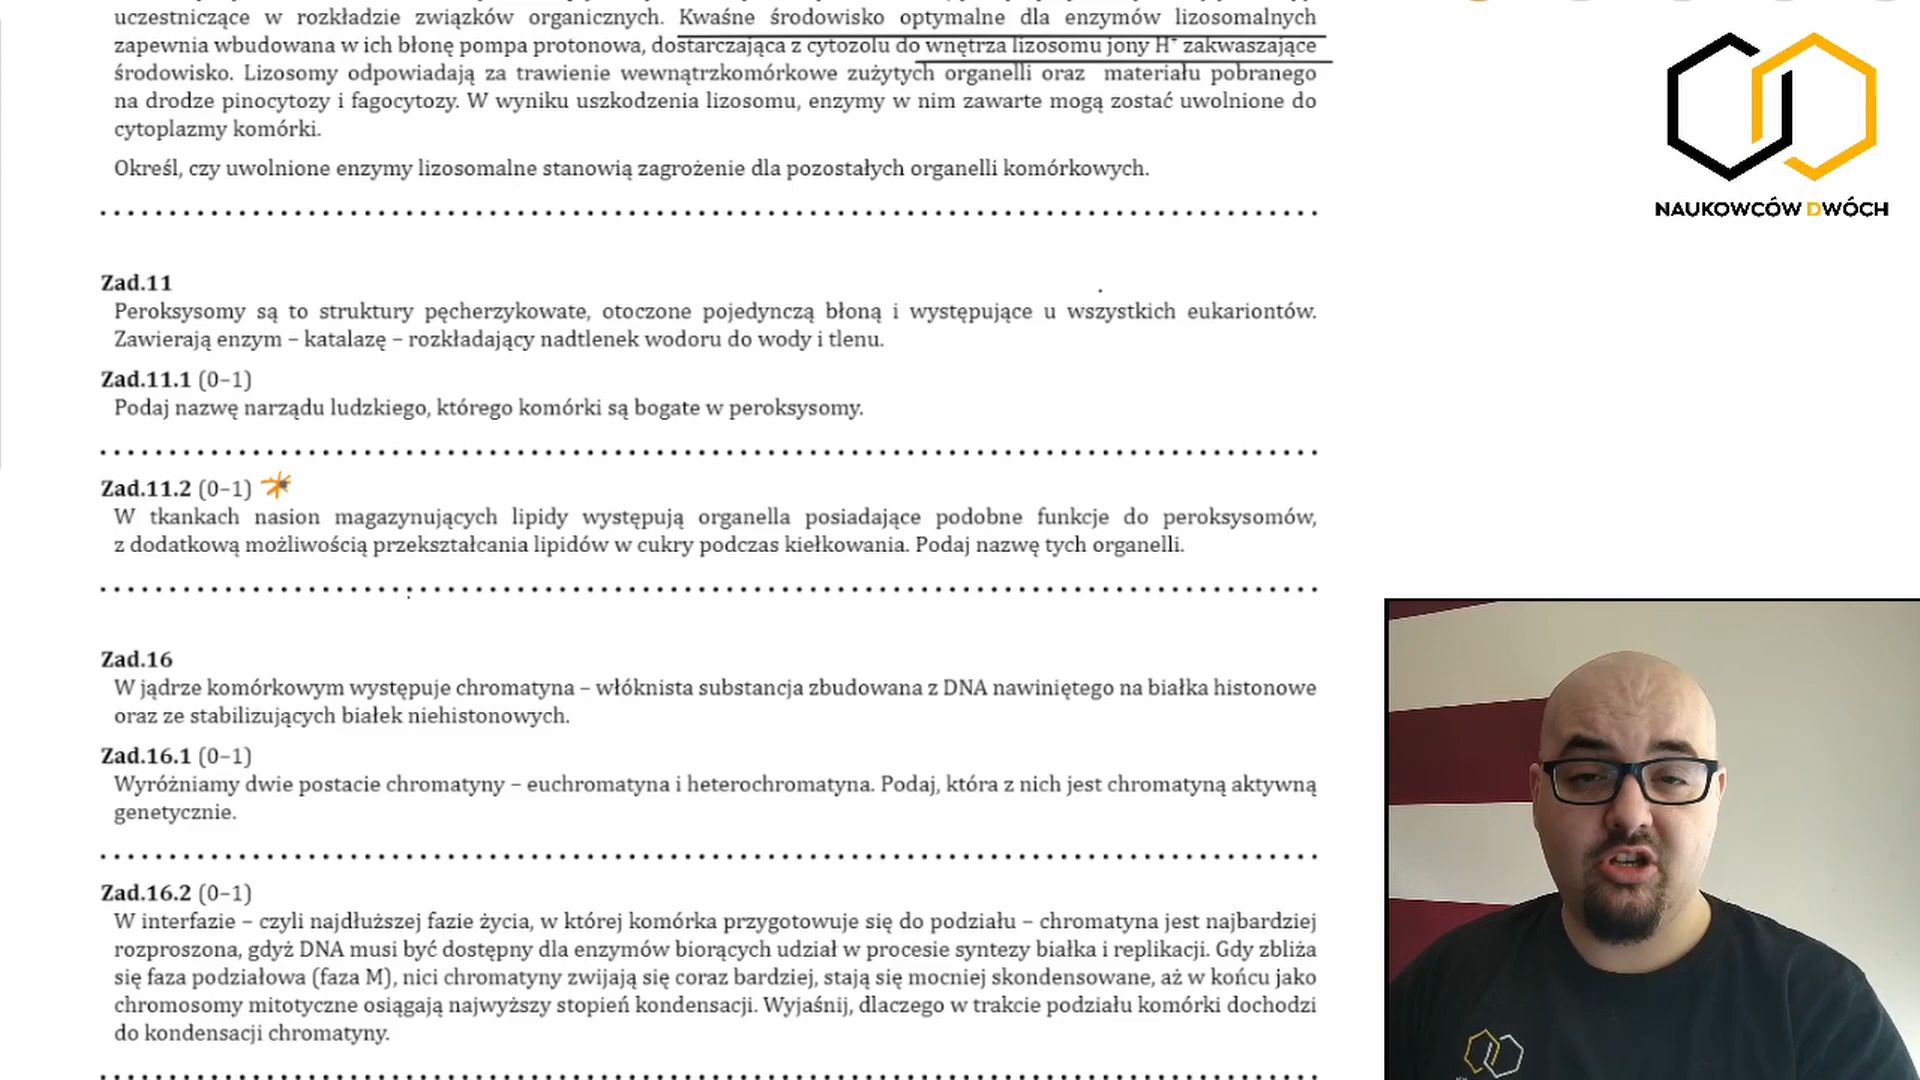 uczestniczące w rozkładzie związków organicznych. Kwaśne środowisko optymalne dla enzymów lizosomalnych
zapewnia wbudowana w ich błonę pompa protonowa, dostarczająca z cytozolu do wnętrza lizosomu jony H⁺ zakwaszające
środowisko. Lizosomy odpowiadają za trawienie wewnątrzkomórkowe zużytych organelli oraz materiału pobranego
na drodze pinocytozy i fagocytozy. W wyniku uszkodzenia lizosomu, enzymy w nim zawarte mogą zostać uwolnione do
cytoplazmy komórki.
Określ, czy uwolnione enzymy lizosomalne stanowią zagrożenie dla pozostałych organelli komórkowych.
NAUKOWCÓW DWÓCH
Zad.11
Peroksysomy są to struktury pęcherzykowate, otoczone pojedynczą błoną i występujące u wszystkich eukariontów.
Zawierają enzym – katalazę – rozkładający nadtlenek wodoru do wody i tlenu.
Zad.11.1 (0–1)
Podaj nazwę narządu ludzkiego, którego komórki są bogate w peroksysomy.
Zad.11.2 (0–1)
W tkankach nasion magazynujących lipidy występują organella posiadające podobne funkcje do peroksysomów,
z dodatkową możliwością przekształcania lipidów w cukry podczas kiełkowania. Podaj nazwę tych organelli.
Zad.16
W jądrze komórkowym występuje chromatyna – włóknista substancja zbudowana z DNA nawiniętego na białka histonowe
oraz ze stabilizujących białek niehistonowych.
Zad.16.1 (0–1)
Wyróżniamy dwie postacie chromatyny – euchromatyna i heterochromatyna. Podaj, która z nich jest chromatyną aktywną
genetycznie.
Zad.16.2 (0–1)
W interfazie – czyli najdłuższej fazie życia, w której komórka przygotowuje się do podziału – chromatyna jest najbardziej
rozproszona, gdyż DNA musi być dostępny dla enzymów biorących udział w procesie syntezy białka i replikacji. Gdy zbliża
się faza podziałowa (faza M), nici chromatyny zwijają się coraz bardziej, stają się mocniej skondensowane, aż w końcu jako
chromosomy mitotyczne osiągają najwyższy stopień kondensacji. Wyjaśnij, dlaczego w trakcie podziału komórki dochodzi
do kondensacji chromatyny.